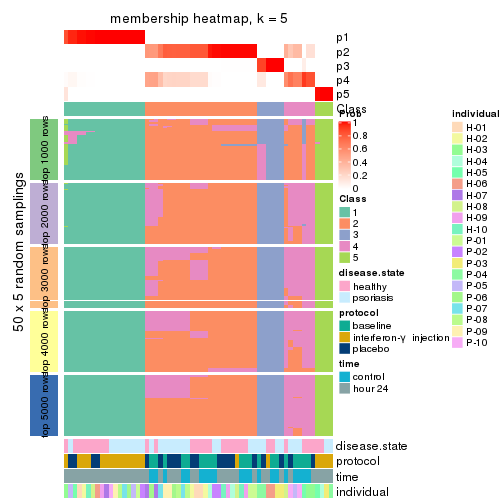 membership heatmap, k = 5
p1
p2
p3
p4
p5
Class
50 x 5 random samplings
top 1000 rows
top 2000 rows
top 3000 rows
top 4000 rows
top 5000 rows
disease.state
protocol
time
individual
Prob
1
0.8
0.6
0.4
0.2
0
Class
1
2
3
4
5
disease.state
healthy
psoriasis
protocol
baseline
interferon-γ injection
placebo
time
control
hour 24
individual
H-01
H-02
H-03
H-04
H-05
H-06
H-07
H-08
H-09
H-10
P-01
P-02
P-03
P-04
P-05
P-06
P-07
P-08
P-09
P-10